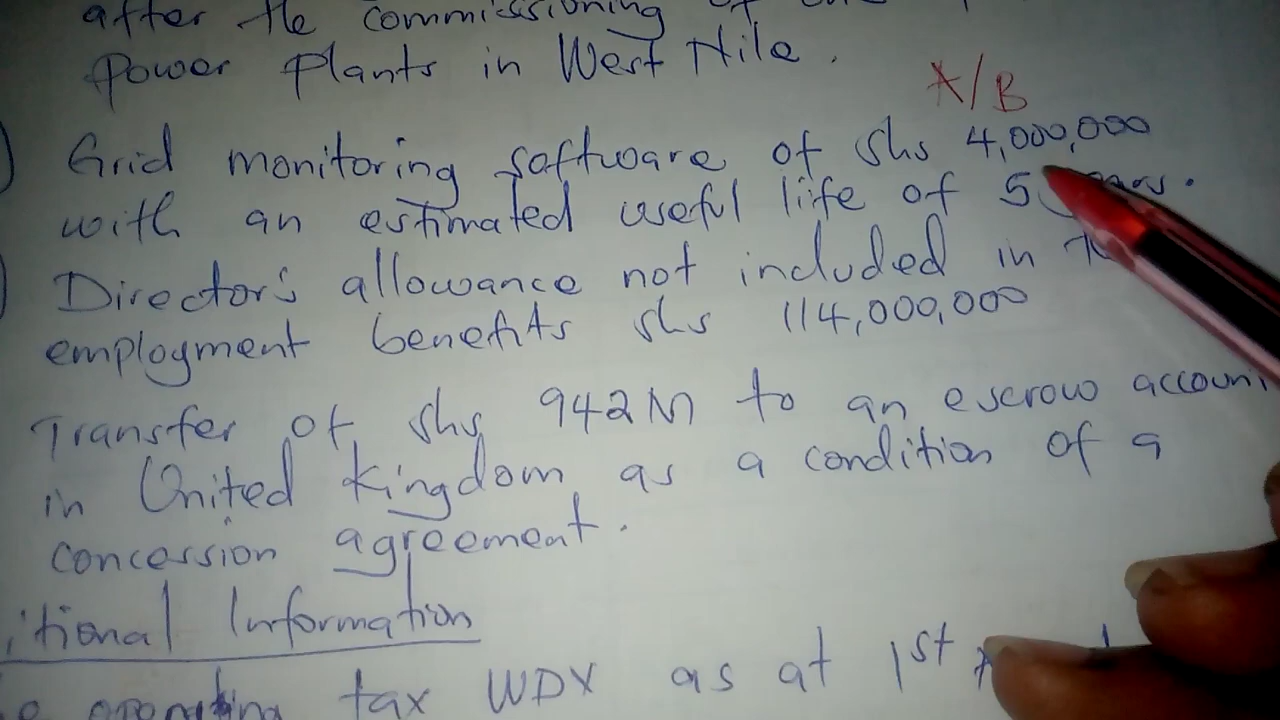 after the commissioning of
Power Plants in West Nile.
A/B
) Grid monitoring software of shs 4,000,000
with an estimated useful life of 5
) Director's allowance not included in
employment benefits shs 114,000,000
Transfer of shs 942M to an escrow account
in United Kingdom as a condition of a
concession agreement.
itional Information
operating tax WDV as at 1st